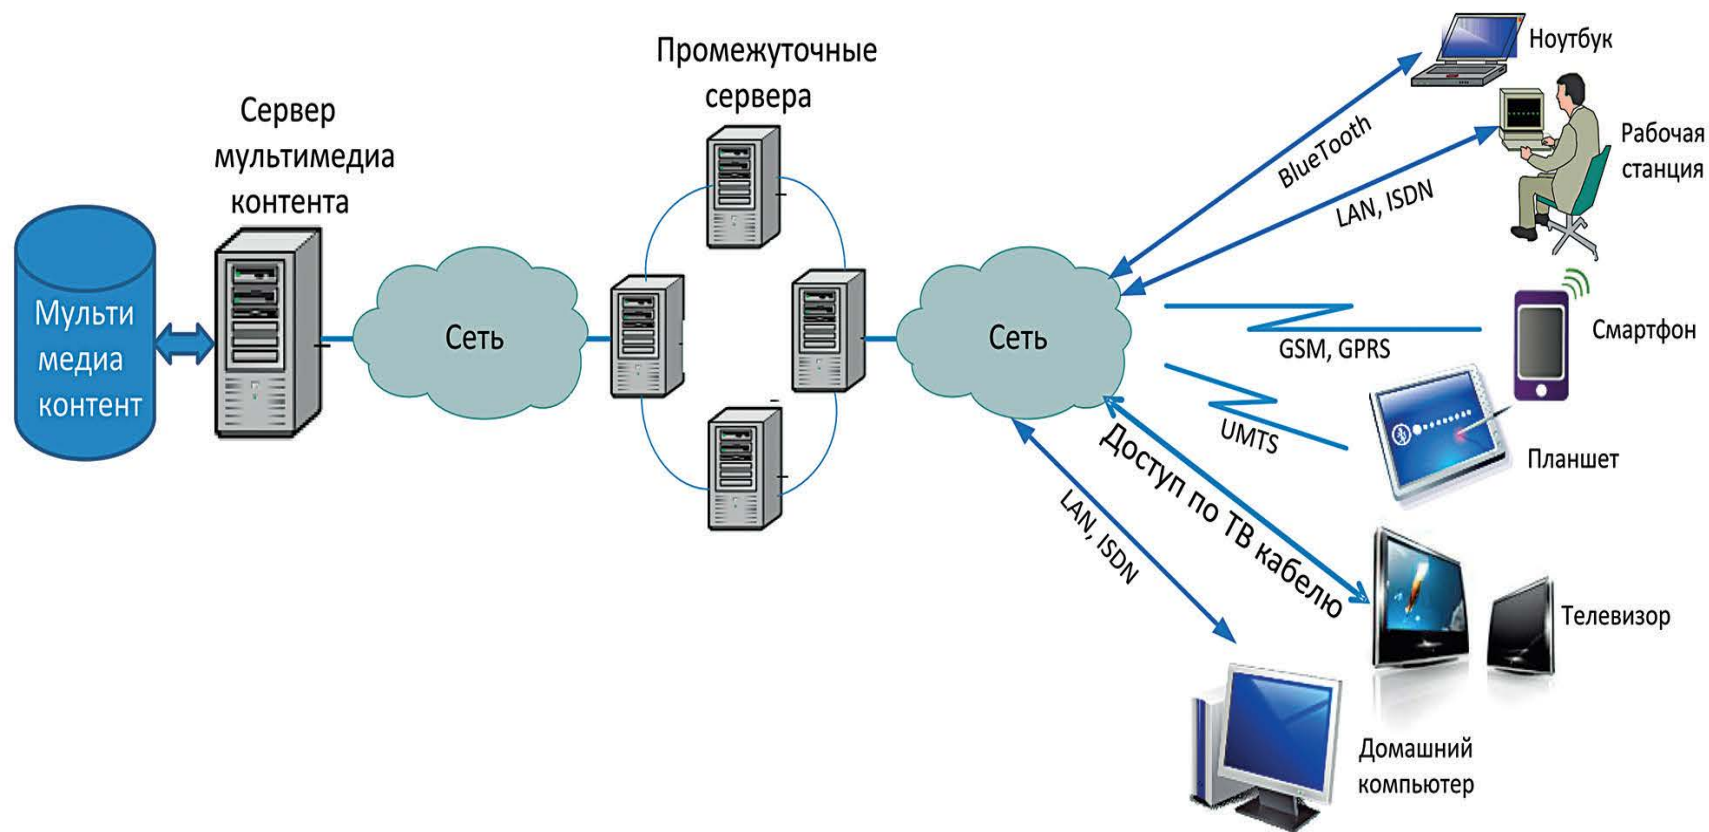 Промежуточные
сервера
Сервер
мультимедиа
контента
Мульти
медиа
контент
Сеть
Сеть
BlueTooth
LAN, ISDN
GSM, GPRS
UMTS
Доступ по ТВ кабелю
LAN, ISDN
Ноутбук
Рабочая
станция
Смартфон
Планшет
Телевизор
Домашний
компьютер